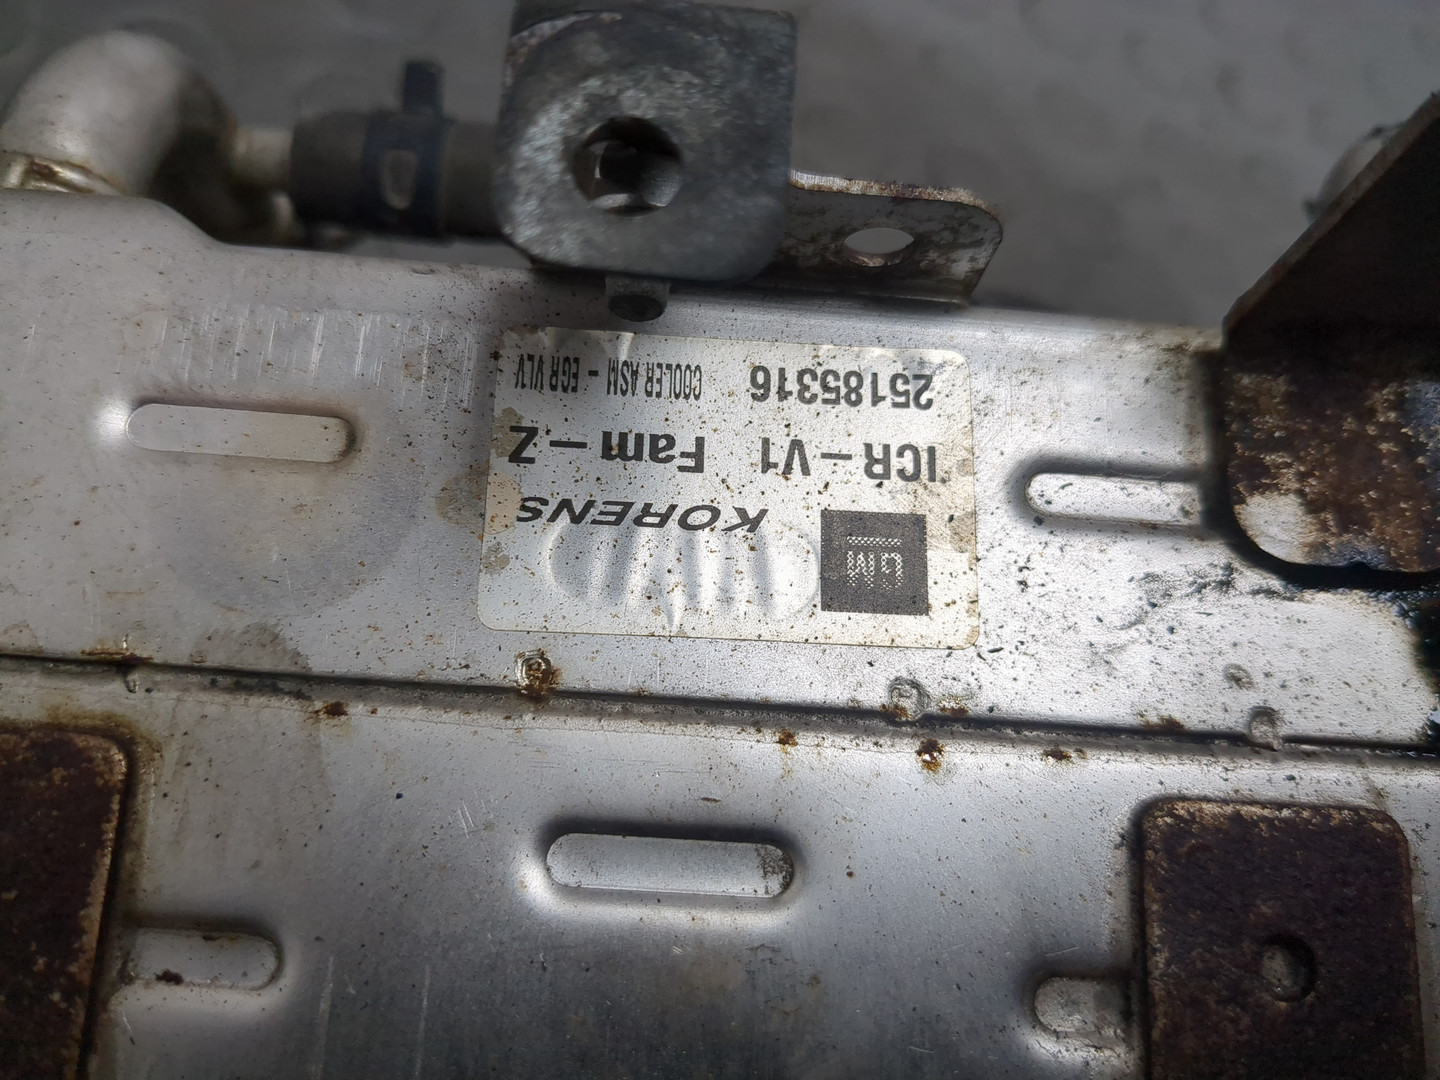 GM KORENS
ICR-V1 Fam-Z
25185316 COOLER ASM - EGR VLV